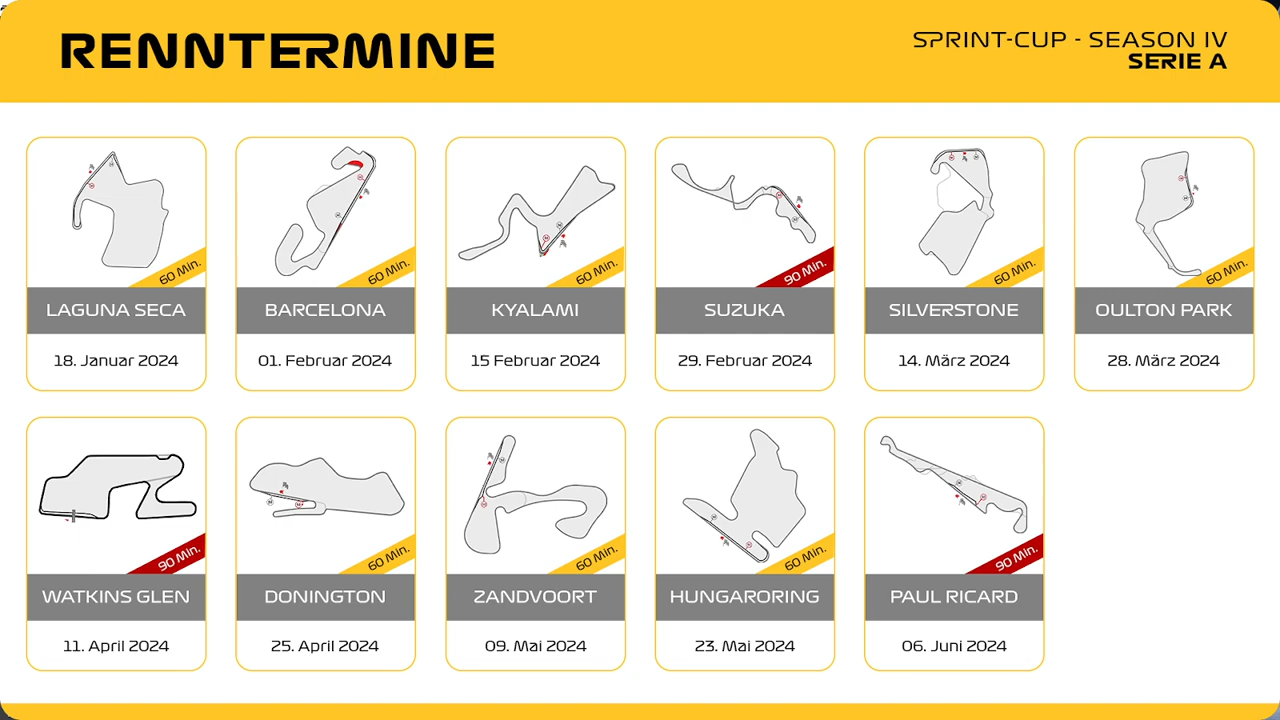 RENNTERMINE
SPRINT-CUP - SEASON IV
SERIE A
60 Min.
60 Min.
60 Min.
90 Min.
60 Min.
60 Min.
LAGUNA SECA
BARCELONA
KYALAMI
SUZUKA
SILVERSTONE
OULTON PARK
18. Januar 2024
01. Februar 2024
15 Februar 2024
29. Februar 2024
14. März 2024
28. März 2024
90 Min.
60 Min.
60 Min.
60 Min.
90 Min.
WATKINS GLEN
DONINGTON
ZANDVOORT
HUNGARORING
PAUL RICARD
11. April 2024
25. April 2024
09. Mai 2024
23. Mai 2024
06. Juni 2024